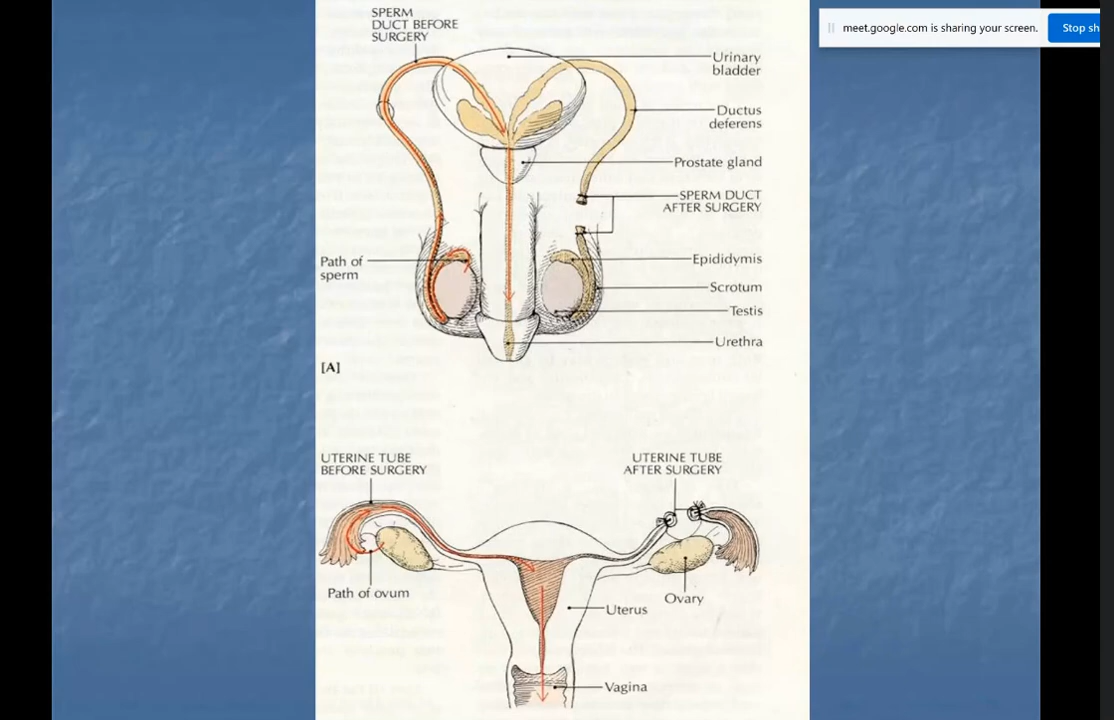 SPERM
DUCT BEFORE
SURGERY
meet.google.com is sharing your screen.
Stop sh
Urinary
bladder
Ductus
deferens
Prostate gland
SPERM DUCT
AFTER SURGERY
Path of
sperm
Epididymis
Scrotum
Testis
Urethra
[A]
UTERINE TUBE
BEFORE SURGERY
UTERINE TUBE
AFTER SURGERY
Path of ovum
Ovary
Uterus
Vagina